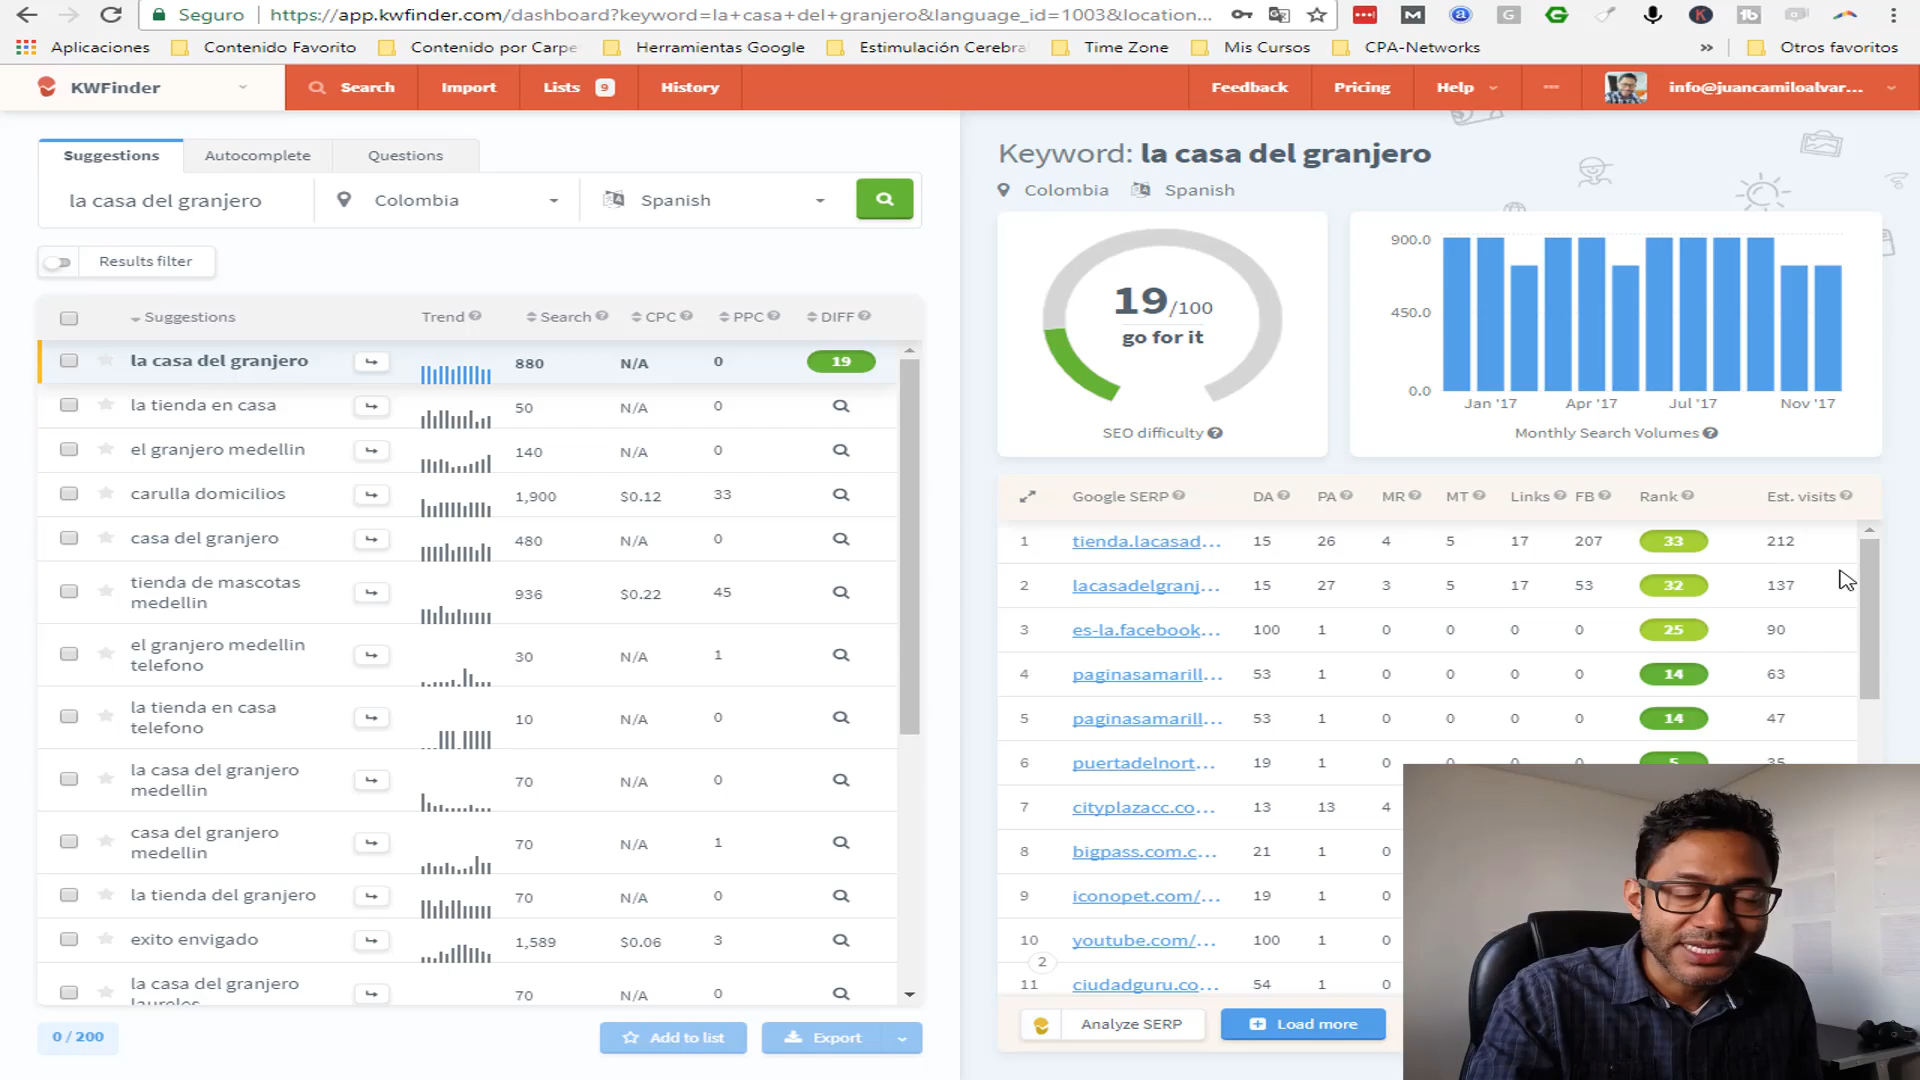 Seguro
https://app.kwfinder.com/dashboard?keyword=la+casa+del+granjero&language_id=1003&location...
Aplicaciones
Contenido Favorito
Contenido por Carpe
Herramientas Google
Estimulación Cerebra
Time Zone
Mis Cursos
CPA-Networks
»
Otros favoritos
KWFinder
Search
Import
Lists 9
History
Feedback
Pricing
Help
info@juancamiloalvar...
Suggestions
Autocomplete
Questions
la casa del granjero
Colombia
Spanish
Results filter
Suggestions Trend Search CPC PPC DIFF
la casa del granjero 880 N/A 0 19
la tienda en casa 50 N/A 0
el granjero medellin 140 N/A 0
carulla domicilios 1,900 $0.12 33
casa del granjero 480 N/A 0
tienda de mascotas
medellin 936 $0.22 45
el granjero medellin
telefono 30 N/A 1
la tienda en casa
telefono 10 N/A 0
la casa del granjero
medellin 70 N/A 0
casa del granjero
medellin 70 N/A 1
la tienda del granjero 70 N/A 0
exito envigado 1,589 $0.06 3
la casa del granjero
laureles 70 N/A 0
0 / 200
Add to list
Export
Keyword: la casa del granjero
Colombia Spanish
19/100
go for it
SEO difficulty
900.0
450.0
0.0
Jan '17 Apr '17 Jul '17 Nov '17
Monthly Search Volumes
Google SERP DA PA MR MT Links FB Rank Est. visits
1 tienda.lacasad... 15 26 4 5 17 207 33 212
2 lacasadelgranj... 15 27 3 5 17 53 32 137
3 es-la.facebook... 100 1 0 0 0 0 25 90
4 paginasamarill... 53 1 0 0 0 0 14 63
5 paginasamarill... 53 1 0 0 0 0 14 47
6 puertadelnort... 19 1 0 0 0 0 5 35
7 cityplazacc.co... 13 13 4
8 bigpass.com.c... 21 1 0
9 iconopet.com/... 19 1 0
10 youtube.com/... 100 1 0
2
11 ciudadguru.co... 54 1 0
Analyze SERP
Load more